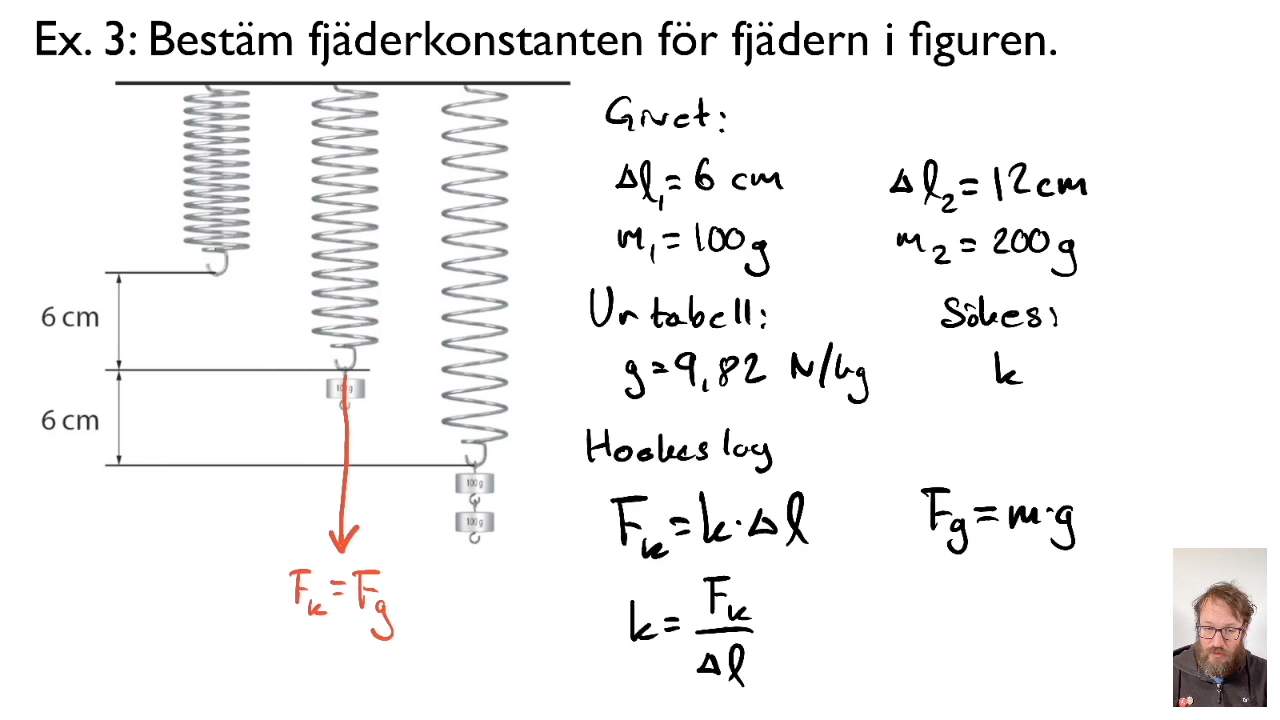 Ex. 3: Bestäm fjäderkonstanten för fjädern i figuren.
Givet:
Δl₁ = 6 cm
Δl₂ = 12 cm
m₁ = 100 g
m₂ = 200 g
Ur tabell:
Sökes:
g = 9,82 N/kg
k
Hookes lag
F_k = k · Δl
F_g = m · g
k = F_k / Δl
6 cm
6 cm
100 g
100 g
100 g
F_k = F_g